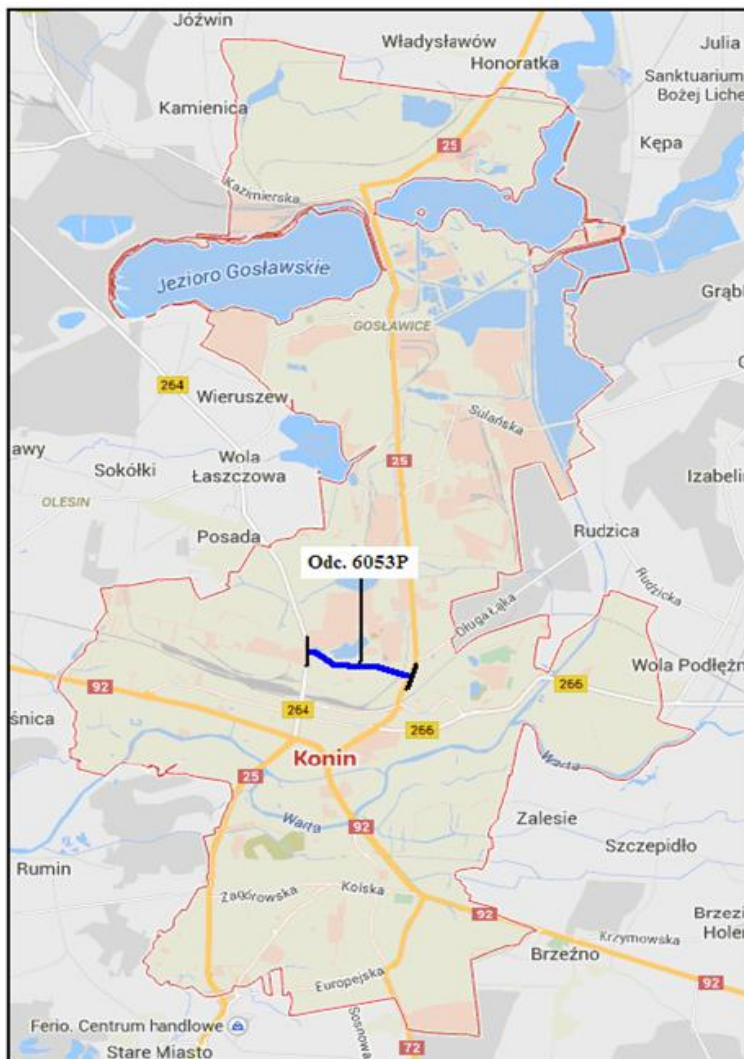 Jóźwin
Władysławów
Honoratka
Julia
Sanktuarium
Bożej Liche
Kamienica
Kępa
25
Kazimierska
Jezioro Gosławskie
Grąbl
GOSŁAWICE
264
Wieruszew
Sulańska
awy
Wola
Łaszczowa
25
Sokółki
Izabelin
OLESIN
Posada
Rudzica
Odc. 6053P
Rudzicka
Długa Łąka
Wola Podłężn
92
266
śnica
264
266
Konin
25
Warta
Warta
92
Zalesie
Szczepidło
Rumin
Zagórowska
Kolska
92
Brzezi
Holen
Krzymowska
Brzeźno
92
Europejska
Sosnowa
Ferio. Centrum handlowe
72
Stare Miasto